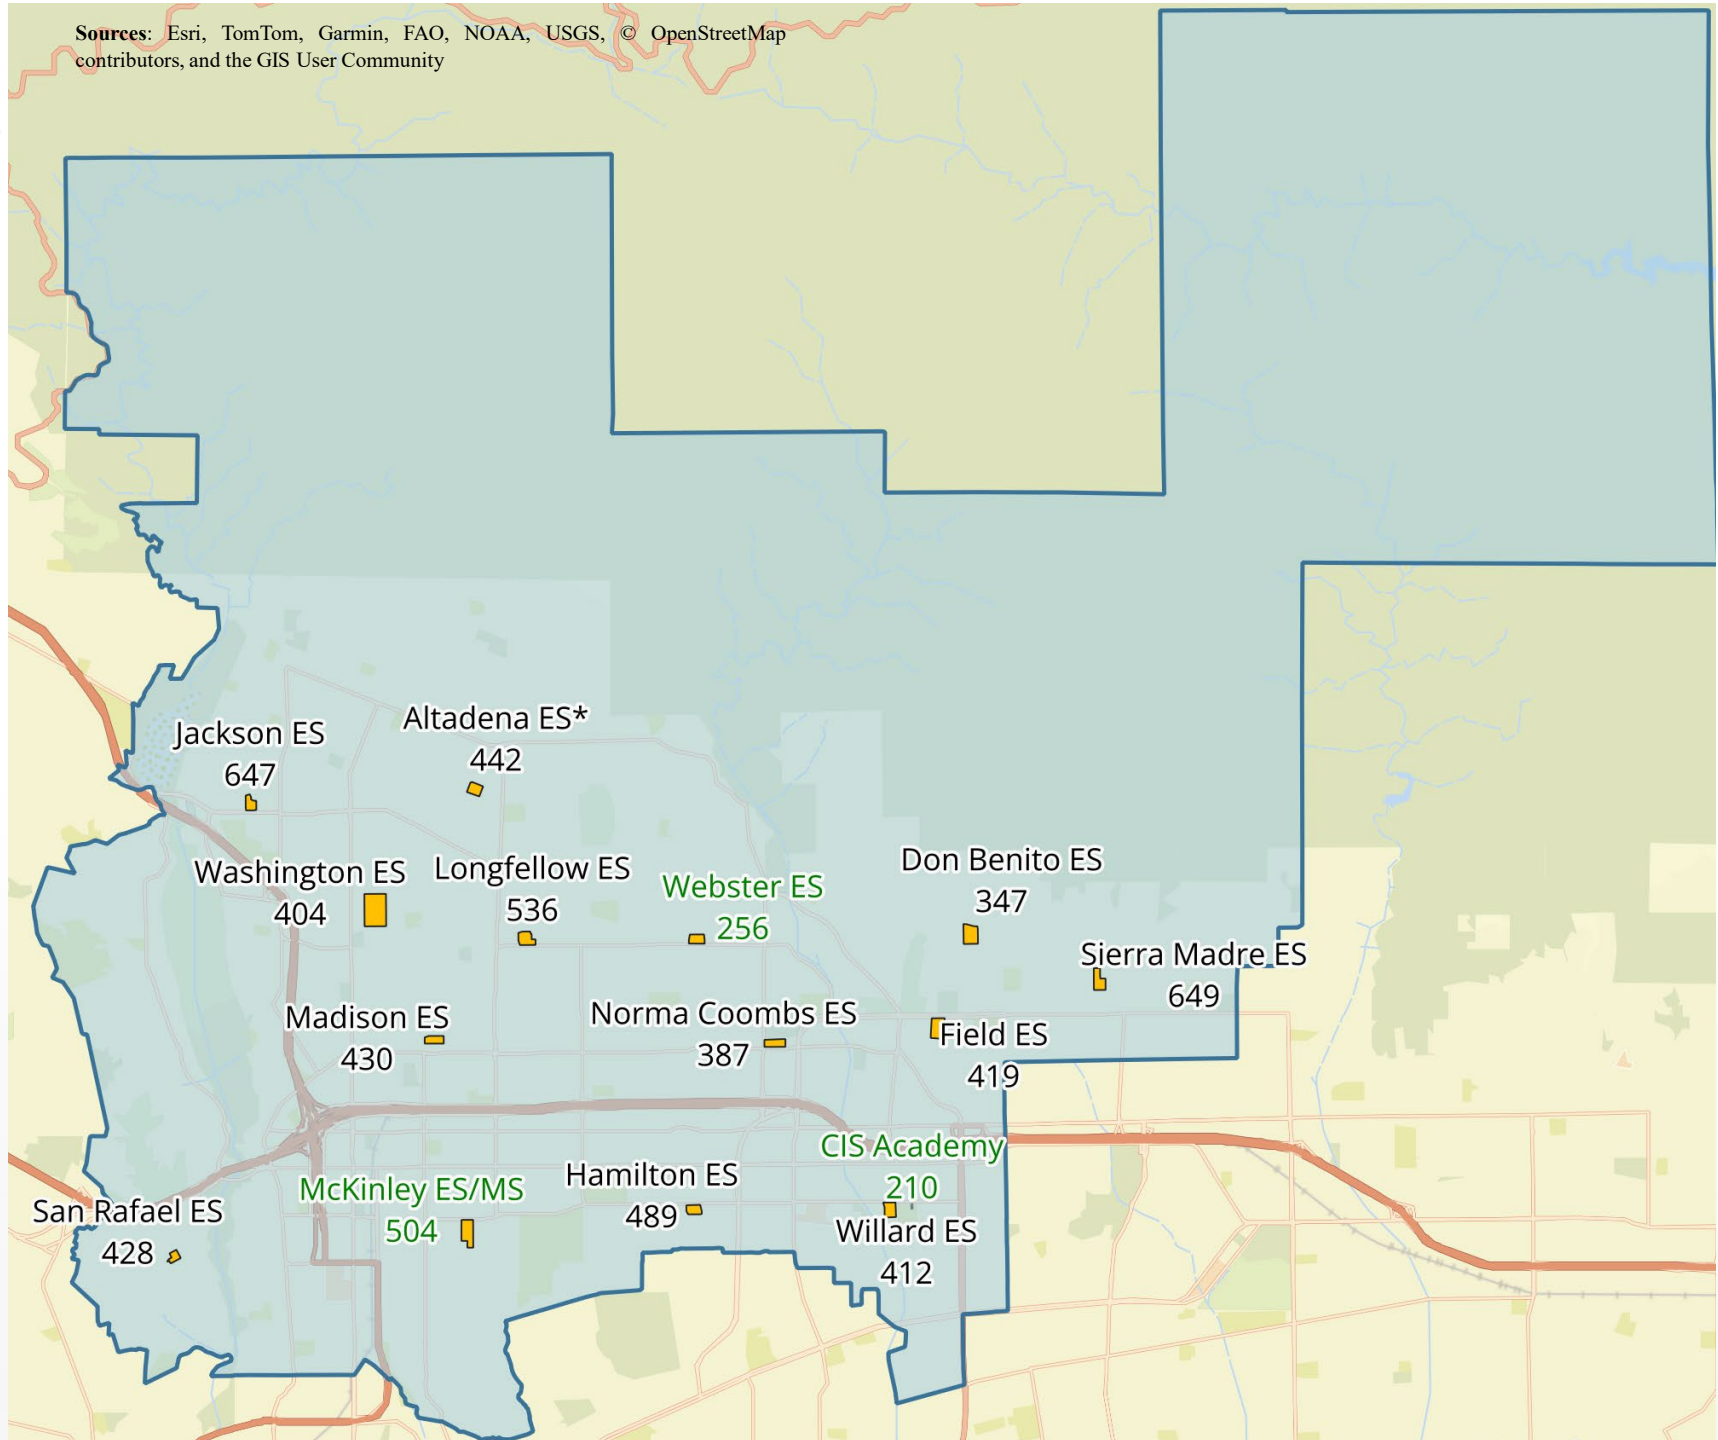 Sources: Esri, TomTom, Garmin, FAO, NOAA, USGS, © OpenStreetMap
contributors, and the GIS User Community
Altadena ES*
442
Jackson ES
647
Washington ES
404
Longfellow ES
536
Webster ES
256
Don Benito ES
347
Sierra Madre ES
649
Madison ES
430
Norma Coombs ES
387
Field ES
419
CIS Academy
210
Willard ES
412
Hamilton ES
489
McKinley ES/MS
504
San Rafael ES
428